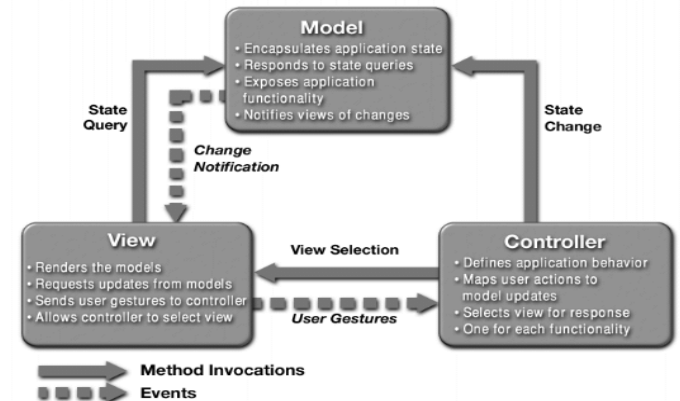 Model
• Encapsulates application state
• Responds to state queries
• Exposes application
functionality
• Notifies views of changes
State
Query
Change
Notification
State
Change
View
• Renders the models
• Requests updates from models
• Sends user gestures to controller
• Allows controller to select view
View Selection
User Gestures
Controller
• Defines application behavior
• Maps user actions to
model updates
• Selects view for response
• One for each functionality
Method Invocations
Events